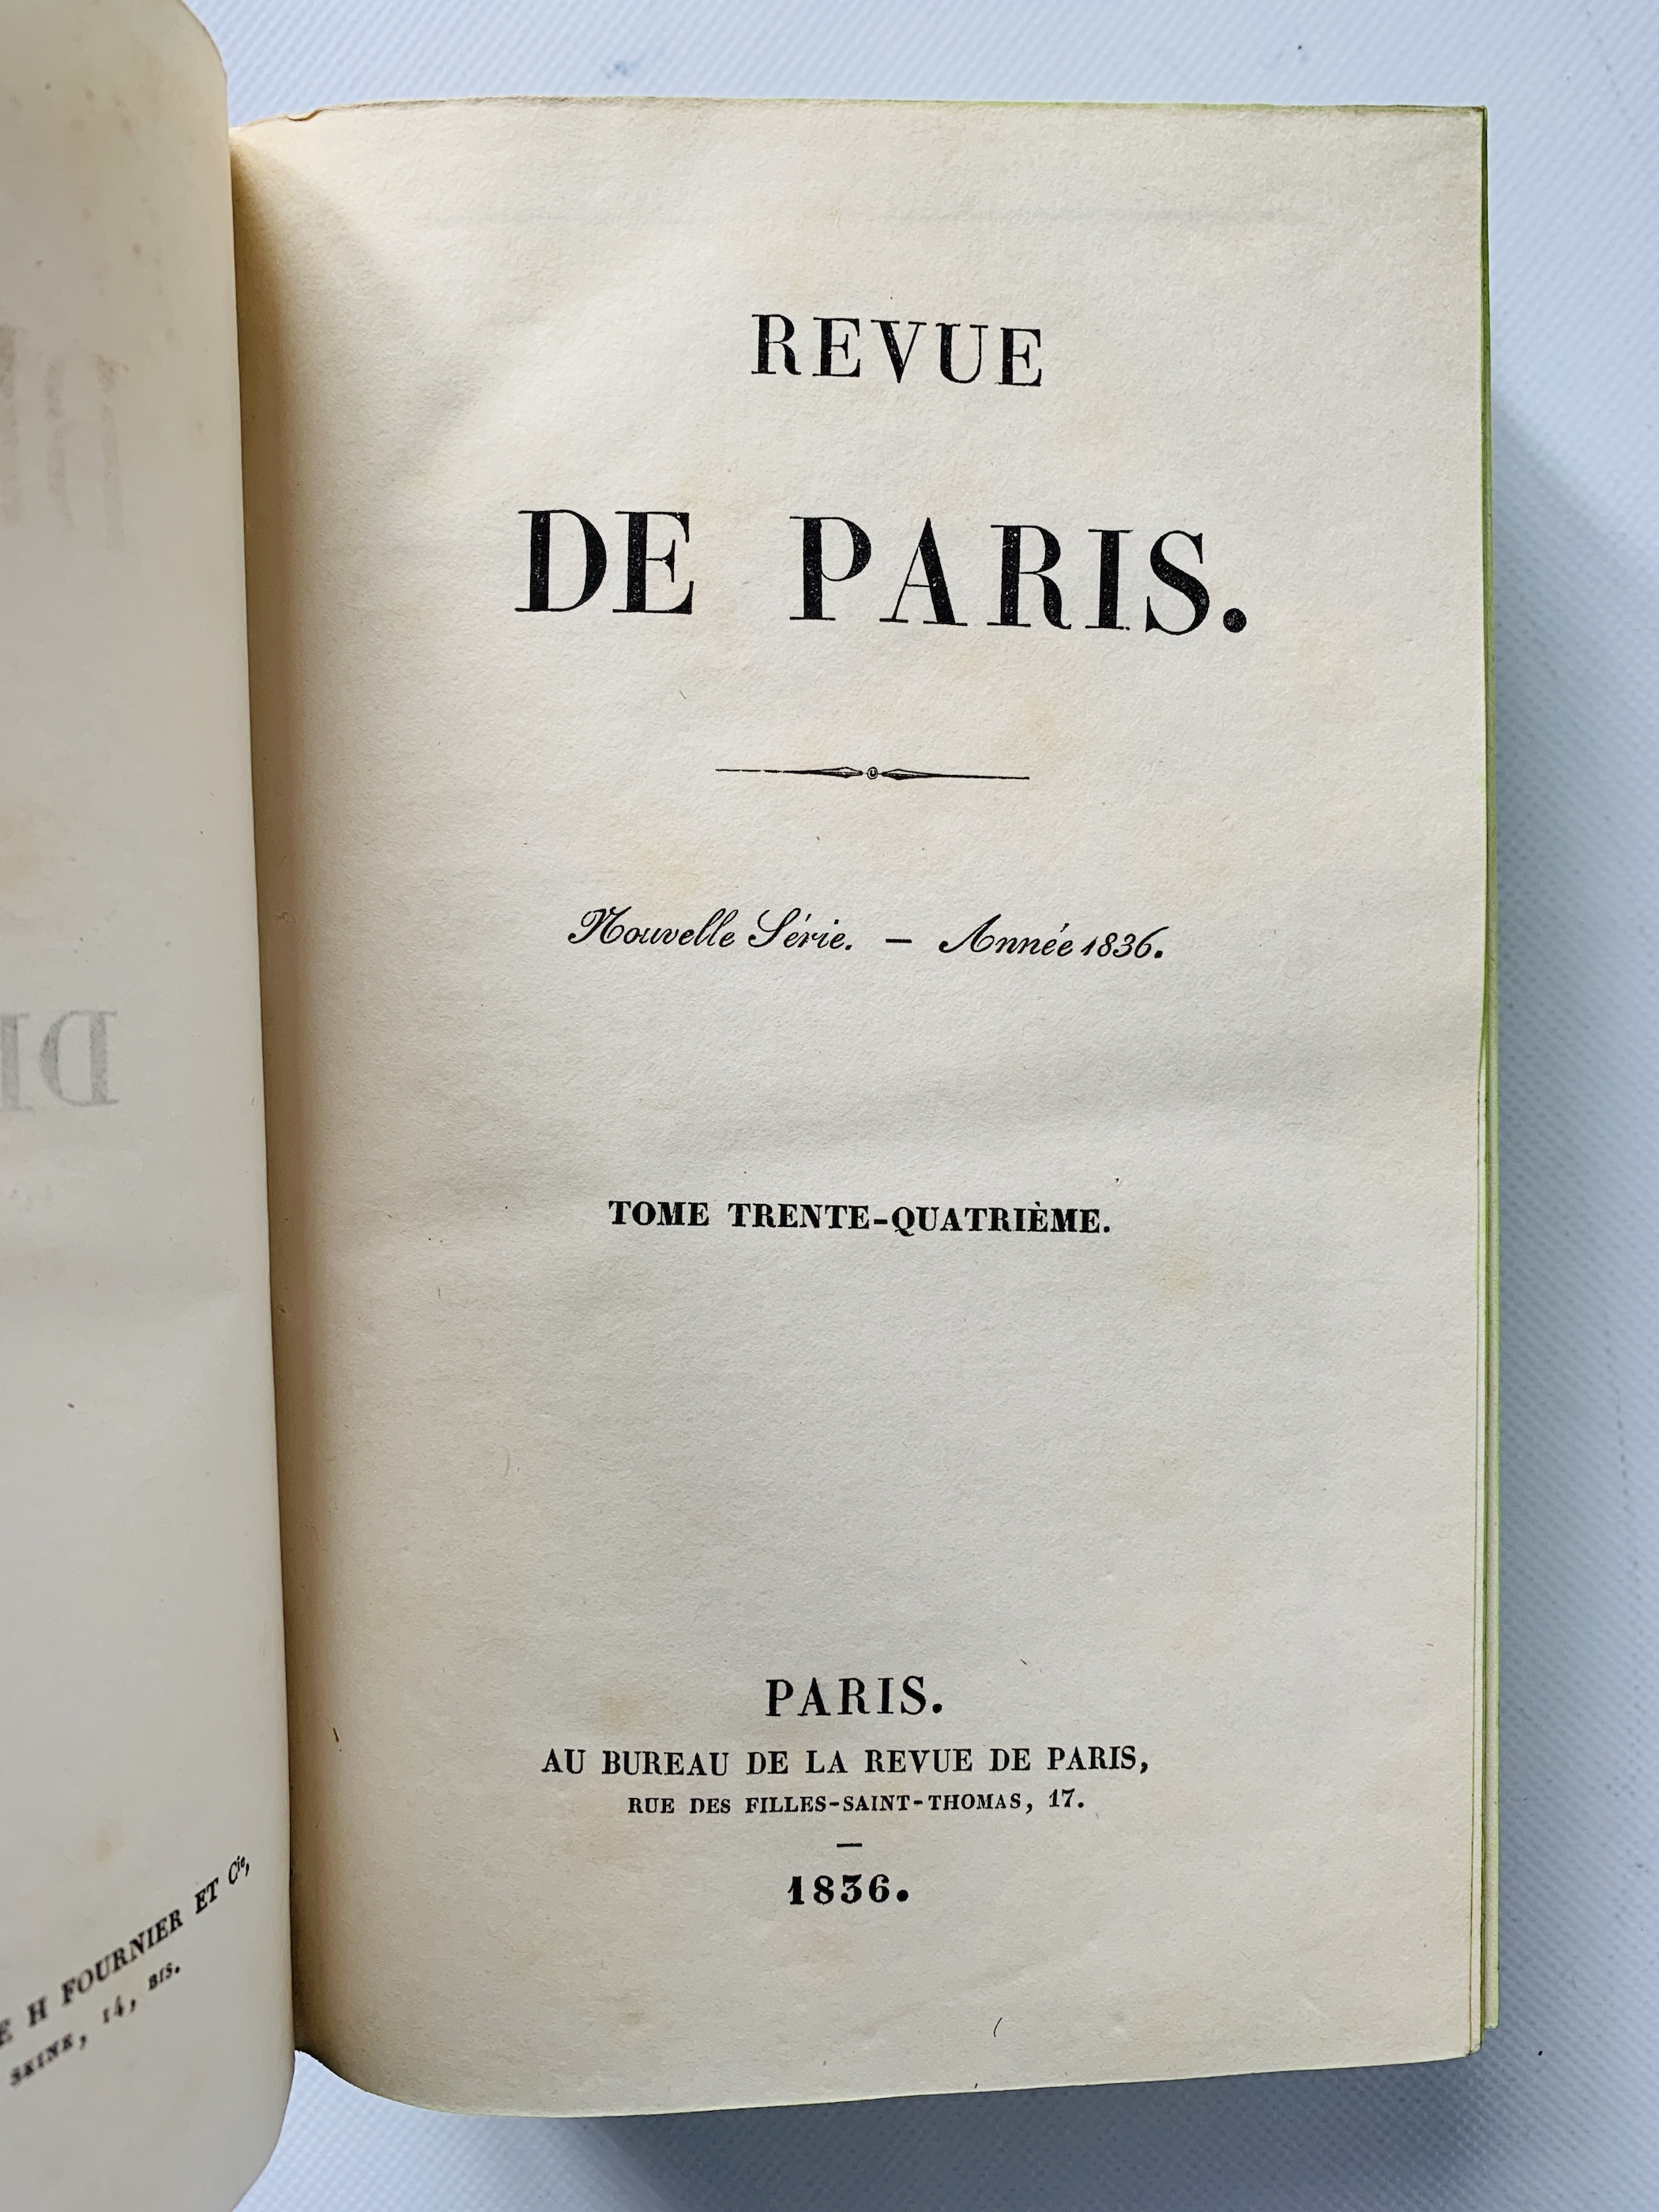 H FOURNIER ET Cie,
SEINE, 14, BIS.
REVUE
DE PARIS.
Nouvelle Série. — Année 1836.
TOME TRENTE-QUATRIÈME.
PARIS.
AU BUREAU DE LA REVUE DE PARIS,
RUE DES FILLES-SAINT-THOMAS, 17.
1836.